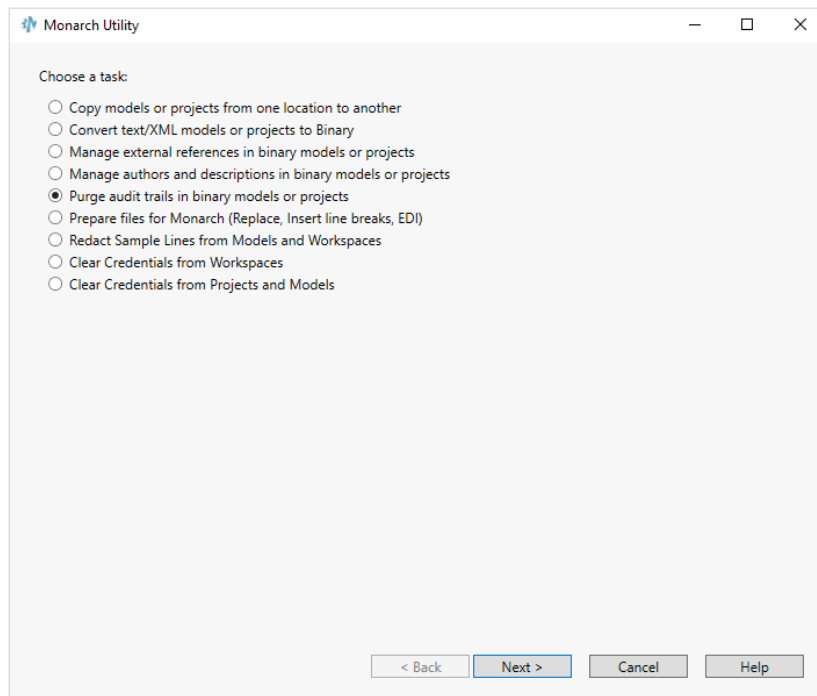 Monarch Utility
Choose a task:
Copy models or projects from one location to another
Convert text/XML models or projects to Binary
Manage external references in binary models or projects
Manage authors and descriptions in binary models or projects
Purge audit trails in binary models or projects
Prepare files for Monarch (Replace, Insert line breaks, EDI)
Redact Sample Lines from Models and Workspaces
Clear Credentials from Workspaces
Clear Credentials from Projects and Models
< Back Next > Cancel Help